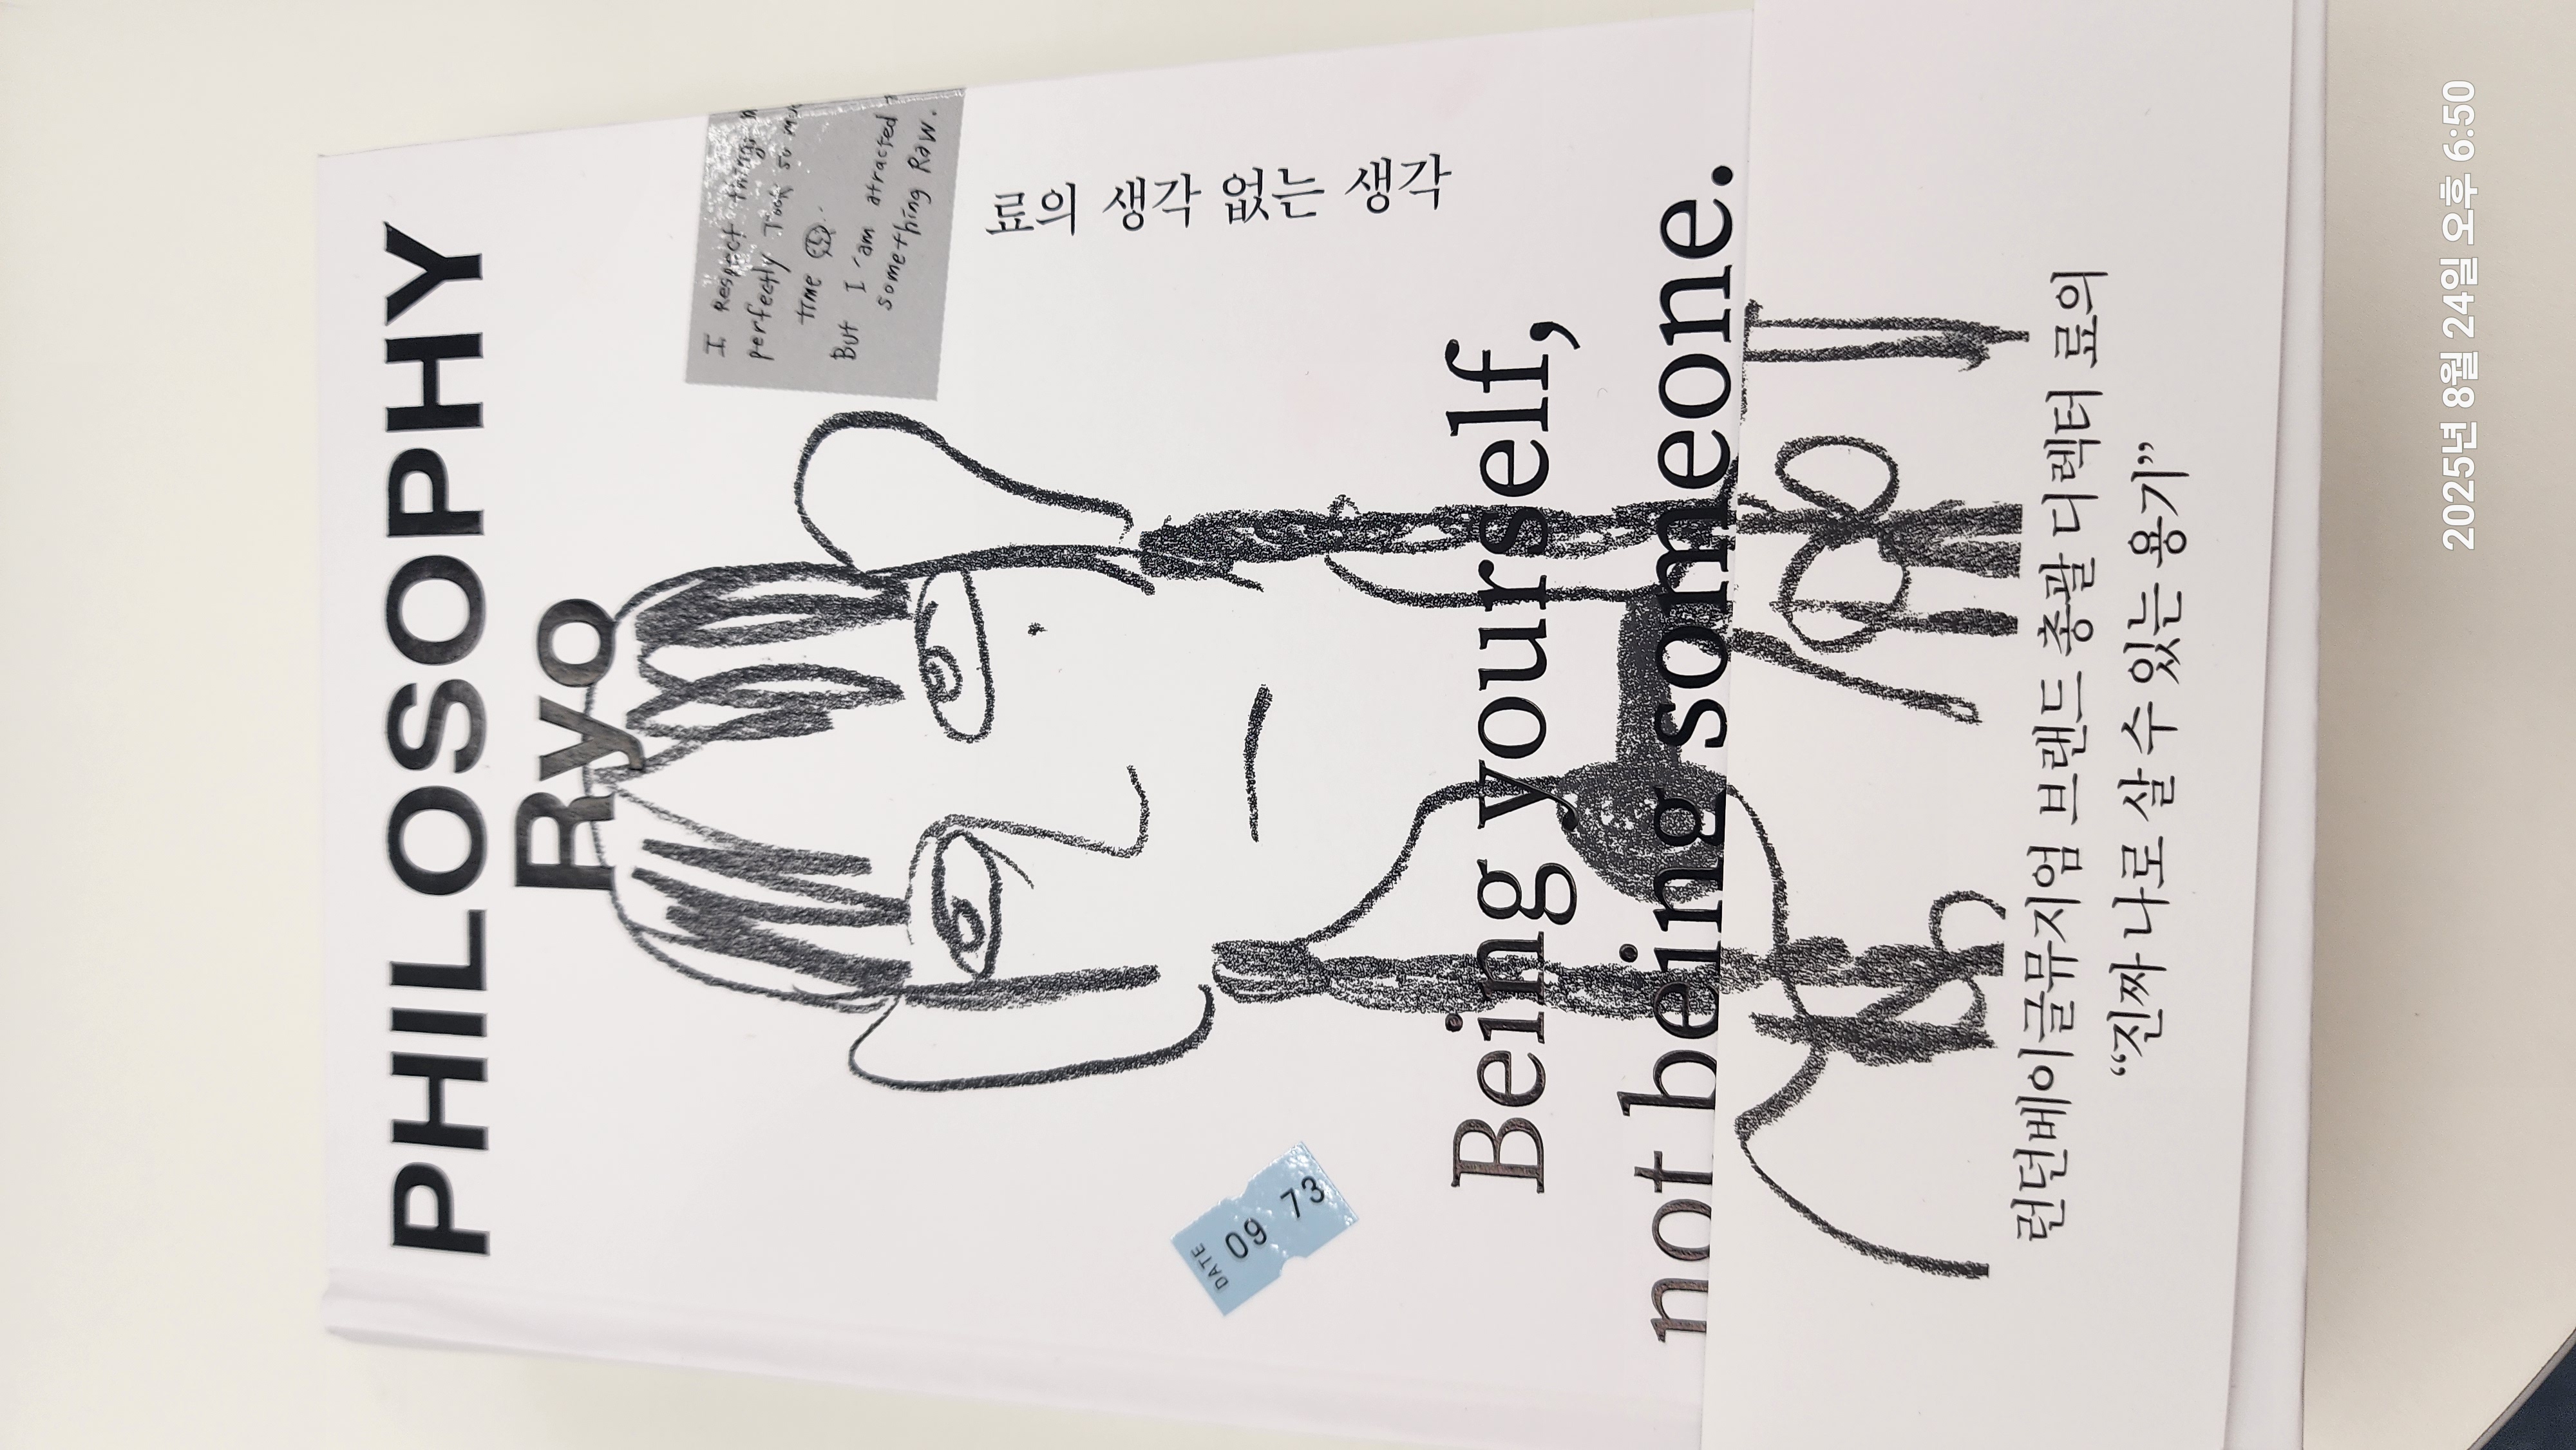 PHILOSOPHY
Ryo
I Respect things
perfectly Took so
time
But I 'am attracted
something Raw.
료의 생각 없는 생각
DATE
09 73
Being yourself,
not being someone.
런던베이글뮤지엄 브랜드 총괄 디렉터 료의
“진짜 나로 살 수 있는 용기”
2025년 8월 24일 오후 6:50